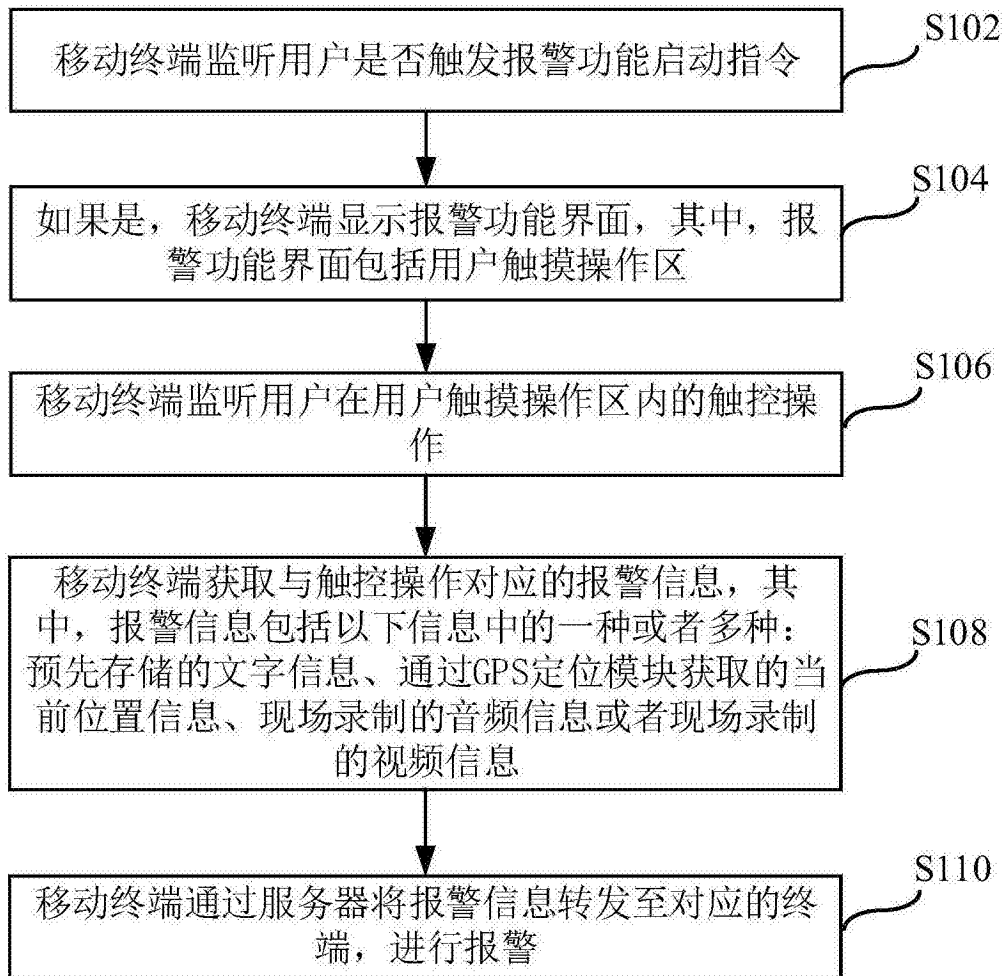 移动终端监听用户是否触发报警功能启动指令
S102
如果是，移动终端显示报警功能界面，其中，报
警功能界面包括用户触摸操作区
S104
移动终端监听用户在用户触摸操作区内的触控操
作
S106
移动终端获取与触控操作对应的报警信息，其
中，报警信息包括以下信息中的一种或者多种：
预先存储的文字信息、通过GPS定位模块获取的当
前位置信息、现场录制的音频信息或者现场录制
的视频信息
S108
移动终端通过服务器将报警信息转发至对应的终
端，进行报警
S110